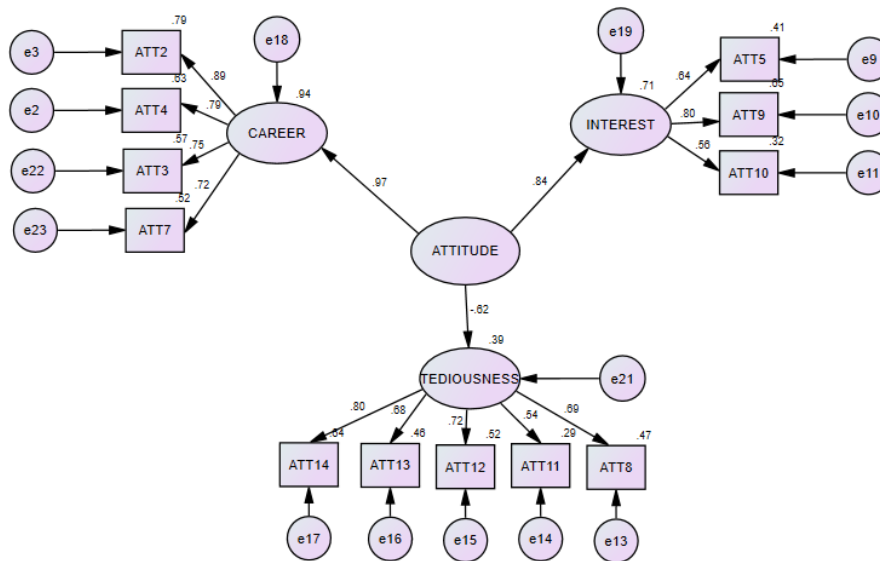 .79
e3
ATT2
e18
.89
.63
.94
e2
ATT4
.79
CAREER
.57
.75
e22
ATT3
.72
.52
e23
ATT7
e19
.41
.64
ATT5
e9
.71
.65
INTEREST
.80
ATT9
e10
.56
.32
ATT10
e11
.97
.84
ATTITUDE
-.62
.39
TEDIOUSNESS
e21
.80
.68
.72
.54
.69
.64
.46
.52
.29
.47
ATT14
ATT13
ATT12
ATT11
ATT8
e17
e16
e15
e14
e13